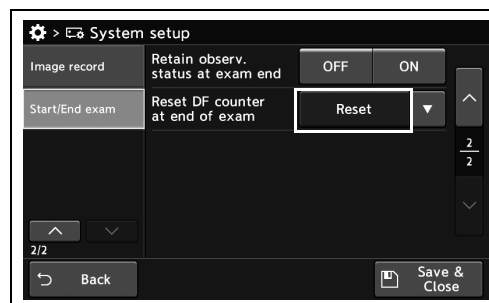 > System setup
Image record
Start/End exam
2/2
Retain observ.
status at exam end
OFF
ON
Reset DF counter
at end of exam
Reset
2
2
Back
Save &
Close